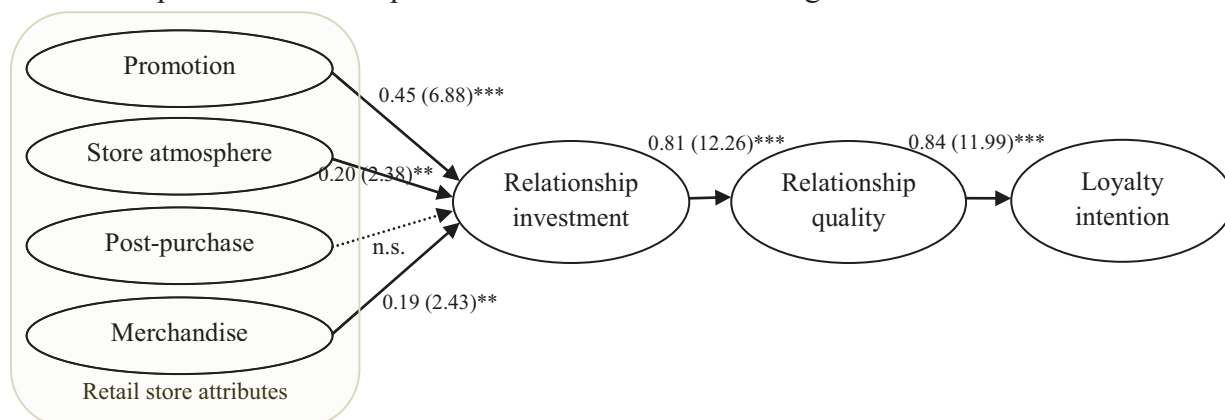 Promotion
0.45 (6.88)***
Store atmosphere
0.20 (2.38)**
Post-purchase
n.s.
Merchandise
0.19 (2.43)**
Retail store attributes
Relationship
investment
0.81 (12.26)***
Relationship
quality
0.84 (11.99)***
Loyalty
intention